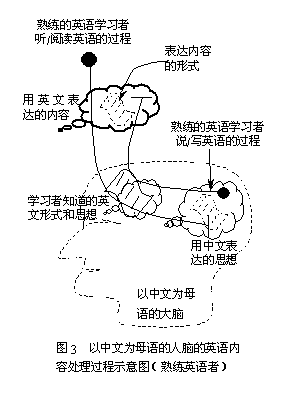 熟练的英语学习者
听/阅读英语的过程
表达内容
的形式
用英文表
达的内容
熟练的英语学习者
说/写英语的过程
学习者知道的英
文形式和思想
用中文表
达的思想
以中文为母
语的大脑
图3 以中文为母语的人脑的英语内
容处理过程示意图(熟练英语者)